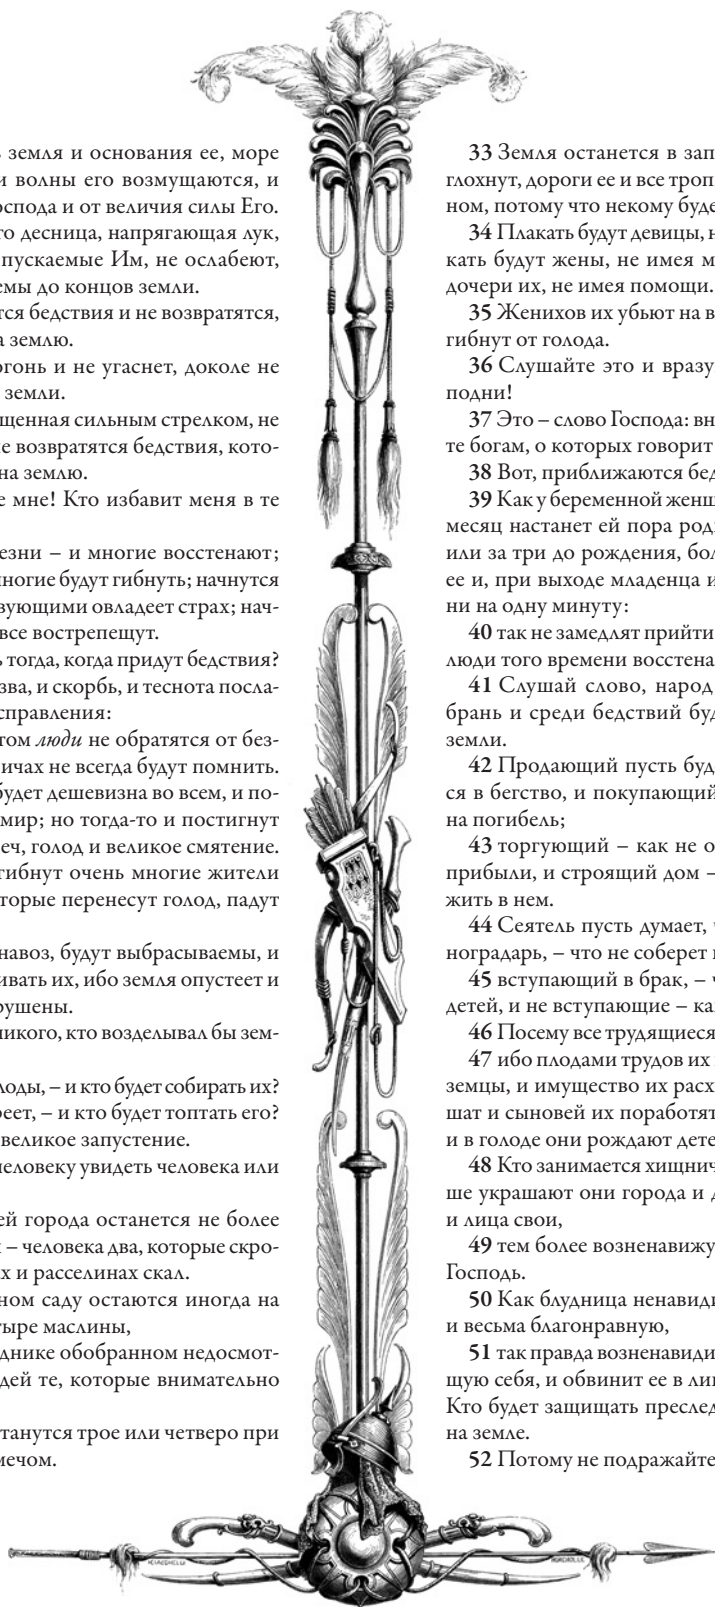 земля и основания ее, море
и волны его возмущаются, и
оспода и от величия силы Его.
го десница, напрягающая лук,
пускаемые Им, не ослабеют,
емы до концов земли.
тся бедствия и не возвратятся,
а землю.
огонь и не угаснет, доколе не
земли.
щенная сильным стрелком, не
не возвратятся бедствия, кото-
на землю.
е мне! Кто избавит меня в те
езни – и многие восстенают;
многие будут гибнуть; начнутся
вующими овладеет страх; нач-
все вострепещут.
ь тогда, когда придут бедствия?
зва, и скорбь, и теснота посла-
справления:
том люди не обратятся от без-
ичах не всегда будут помнить.
будет дешевизна во всем, и по-
мир; но тогда-то и постигнут
еч, голод и великое смятение.
гибнут очень многие жители
торые перенесут голод, падут
навоз, будут выбрасываемы, и
ивать их, ибо земля опустеет и
рушены.
никого, кто возделывал бы зем-
лоды, – и кто будет собирать их?
реет, – и кто будет топтать его?
великое запустение.
человеку увидеть человека или
ей города останется не более
– человека два, которые скро-
х и расселинах скал.
ном саду остаются иногда на
тыре маслины,
днике обобранном недосмот-
дей те, которые внимательно
танутся трое или четверо при
мечом.
33 Земля останется в зап
глохнут, дороги ее и все троп
ном, потому что некому буде
34 Плакать будут девицы, н
кать будут жены, не имея м
дочери их, не имея помощи.
35 Женихов их убьют на в
гибнут от голода.
36 Слушайте это и вразу
подни!
37 Это – слово Господа: вн
те богам, о которых говорит
38 Вот, приближаются бед
39 Как у беременной женщ
месяц настанет ей пора род
или за три до рождения, бол
ее и, при выходе младенца и
ни на одну минуту:
40 так не замедлят прийти
люди того времени восстена
41 Слушай слово, народ
брань и среди бедствий буд
земли.
42 Продающий пусть буд
ся в бегство, и покупающий
на погибель;
43 торгующий – как не о
прибыли, и строящий дом –
жить в нем.
44 Сеятель пусть думает, ч
ноградарь, – что не соберет
45 вступающий в брак, – ч
детей, и не вступающие – ка
46 Посему все трудящиеся
47 ибо плодами трудов их
земцы, и имущество их расх
шат и сыновей их поработят
и в голоде они рождают дете
48 Кто занимается хищнич
ше украшают они города и д
и лица свои,
49 тем более возненавижу
Господь.
50 Как блудница ненавиди
и весьма благонравную,
51 так правда возненавиди
щую себя, и обвинит ее в ли
Кто будет защищать преслед
на земле.
52 Потому не подражайте